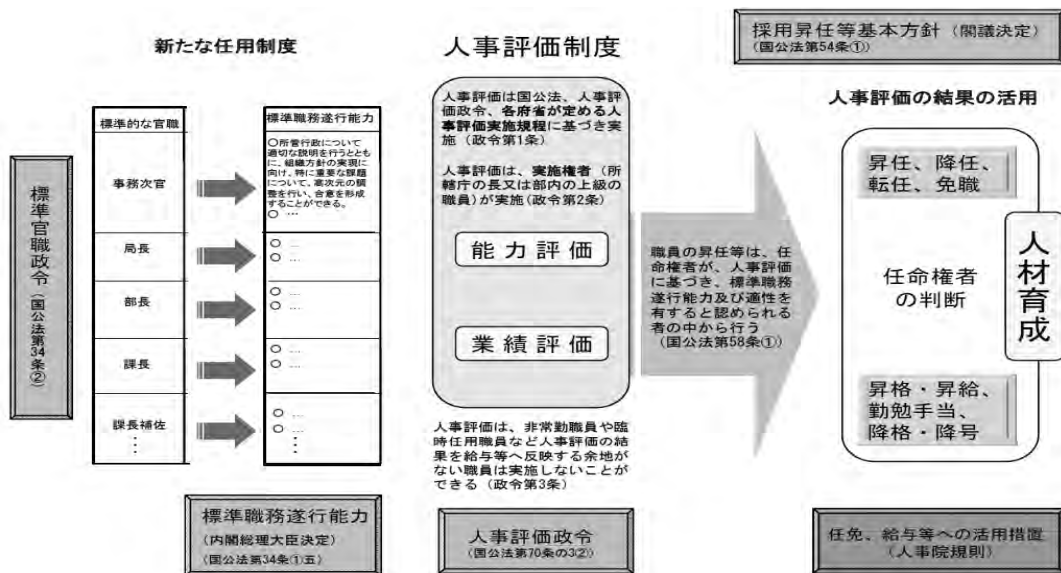 新たな任用制度
標準官職政令
(国公法第34条②)
標準的な官職
事務次官
局長
部長
課長
課長補佐
⋮
標準職務遂行能力
○所管行政について
適切な説明を行うととも
に、組織方針の実現に
向け、特に重要な課題
について、高次元の調
整を行い、合意を形成
することができる。
○ …
○ …
○ …
○ …
○ …
○ …
○ …
○ …
○ …
⋮
標準職務遂行能力
(内閣総理大臣決定)
(国公法第34条①五)
人事評価制度
人事評価は国公法、人事評
価政令、各府省が定める人
事評価実施規程に基づき実
施(政令第1条)
人事評価は、実施権者(所
轄庁の長又は部内の上級の
職員)が実施(政令第2条)
能力評価
業績評価
人事評価は、非常勤職員や臨
時任用職員など人事評価の結
果を給与等へ反映する余地が
ない職員は実施しないことが
できる(政令第3条)
人事評価政令
(国公法第70条の3②)
職員の昇任等は、任
命権者が、人事評価
に基づき、標準職務
遂行能力及び適性を
有すると認められる
者の中から行う
(国公法第58条①)
採用昇任等基本方針(閣議決定)
(国公法第54条①)
人事評価の結果の活用
昇任、降任、
転任、免職
任命権者
の判断
人材育成
昇格・昇給、
勤勉手当、
降格・降号
任免、給与等への活用措置
(人事院規則)